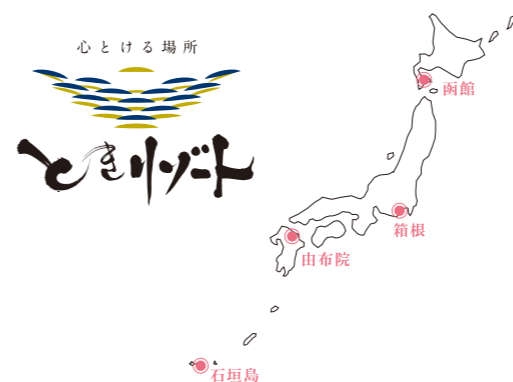 心とける場所
ときリゾート
函館
箱根
由布院
石垣島